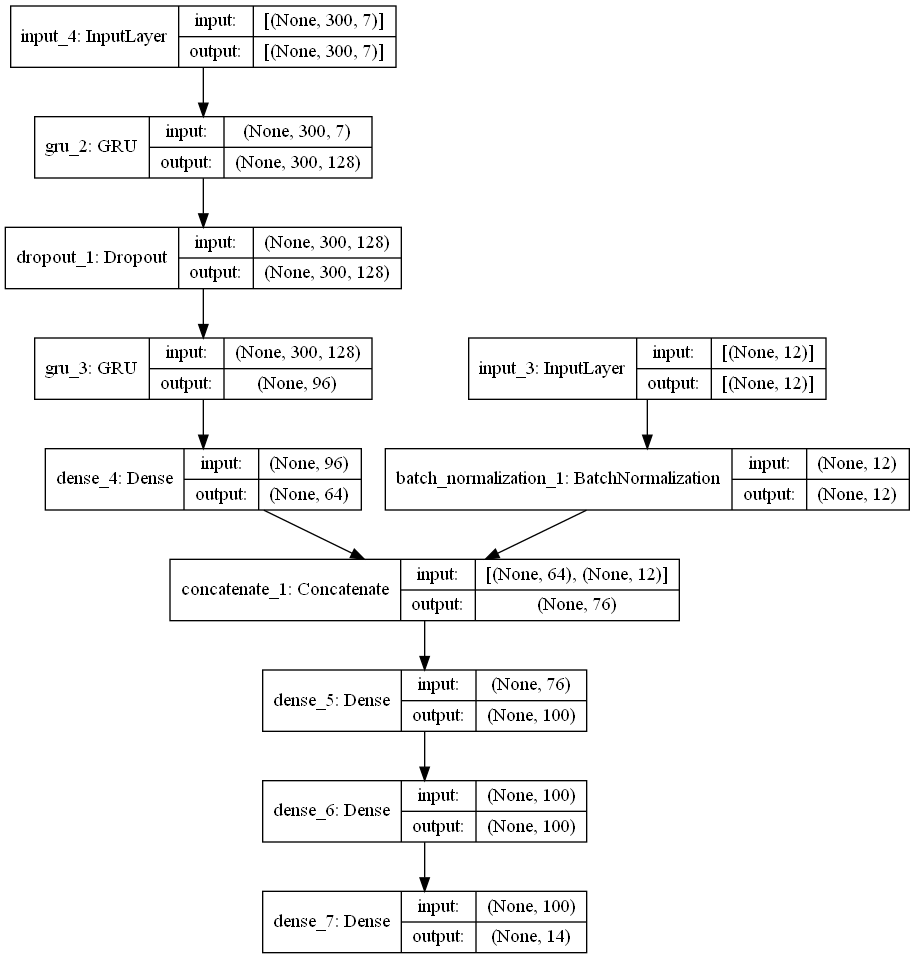 input_4: InputLayer
input: [(None, 300, 7)]
output: [(None, 300, 7)]
gru_2: GRU
input: (None, 300, 7)
output: (None, 300, 128)
dropout_1: Dropout
input: (None, 300, 128)
output: (None, 300, 128)
gru_3: GRU
input: (None, 300, 128)
output: (None, 96)
input_3: InputLayer
input: [(None, 12)]
output: [(None, 12)]
dense_4: Dense
input: (None, 96)
output: (None, 64)
batch_normalization_1: BatchNormalization
input: (None, 12)
output: (None, 12)
concatenate_1: Concatenate
input: [(None, 64), (None, 12)]
output: (None, 76)
dense_5: Dense
input: (None, 76)
output: (None, 100)
dense_6: Dense
input: (None, 100)
output: (None, 100)
dense_7: Dense
input: (None, 100)
output: (None, 14)